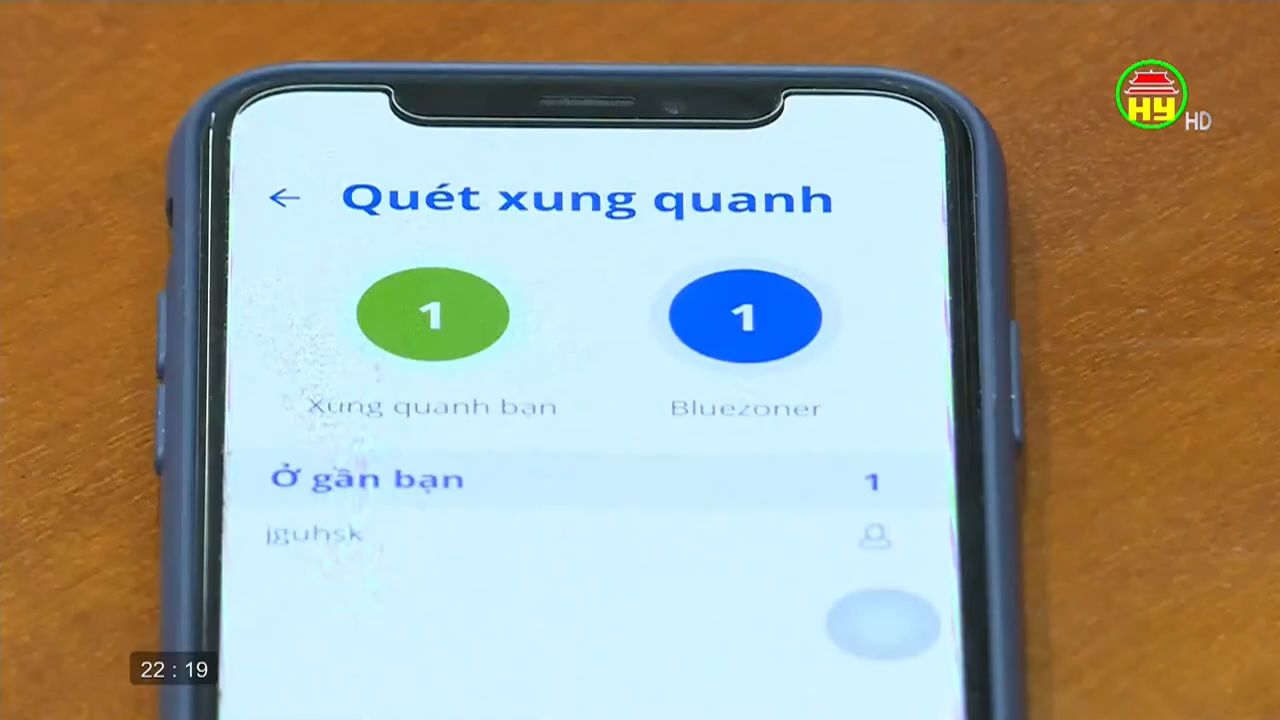 HY HD
← Quét xung quanh
1 1
Xung quanh bạn Bluezoner
Ở gần bạn 1
jguhsk
22 : 19